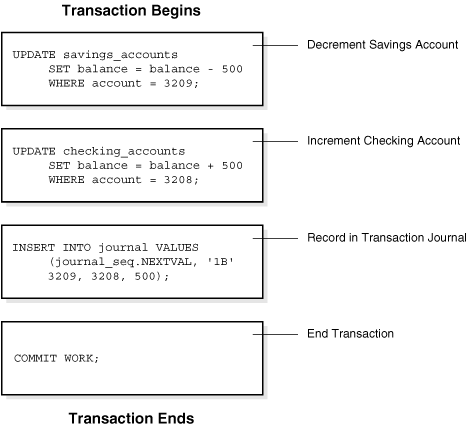 Transaction Begins
UPDATE savings_accounts
SET balance = balance - 500
WHERE account = 3209;
Decrement Savings Account
UPDATE checking_accounts
SET balance = balance + 500
WHERE account = 3208;
Increment Checking Account
INSERT INTO journal VALUES
(journal_seq.NEXTVAL, '1B'
3209, 3208, 500);
Record in Transaction Journal
COMMIT WORK;
End Transaction
Transaction Ends